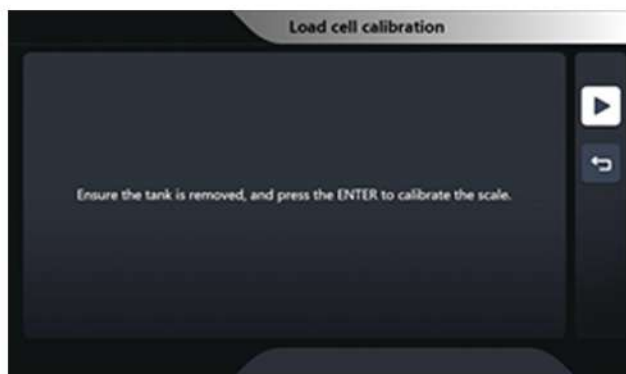 Load cell calibration
Ensure the tank is removed, and press the ENTER to calibrate the scale.